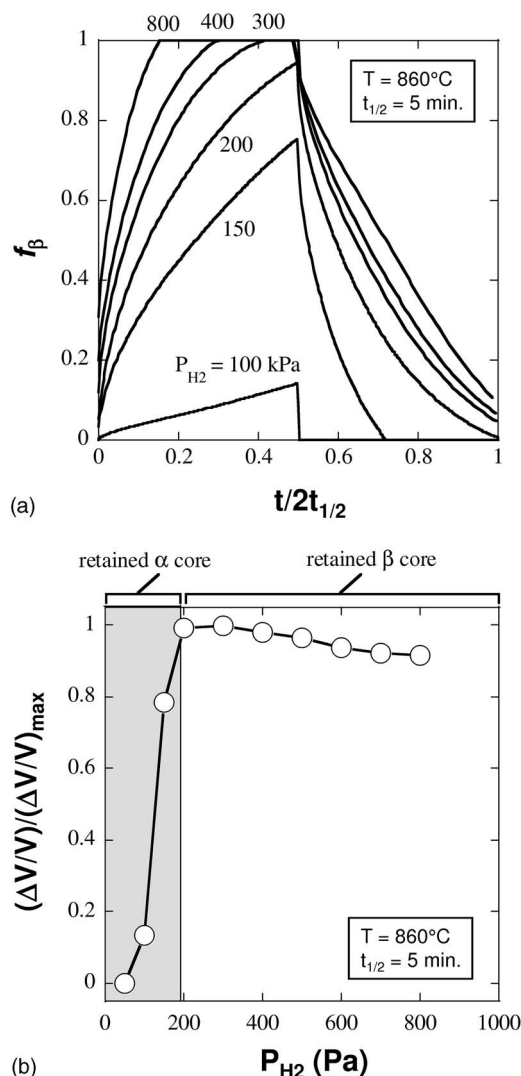 800 400 300
1
T = 860°C
t1/2 = 5 min.
0.8
200
0.6
150
fβ
0.4
PH2 = 100 kPa
0.2
0
0 0.2 0.4 0.6 0.8 1
t/2t1/2
(a)
retained α core retained β core
1
0.8
0.6
(ΔV/V)/(ΔV/V)max
0.4
0.2
T = 860°C
t1/2 = 5 min.
0
0 200 400 600 800 1000
PH2 (Pa)
(b)